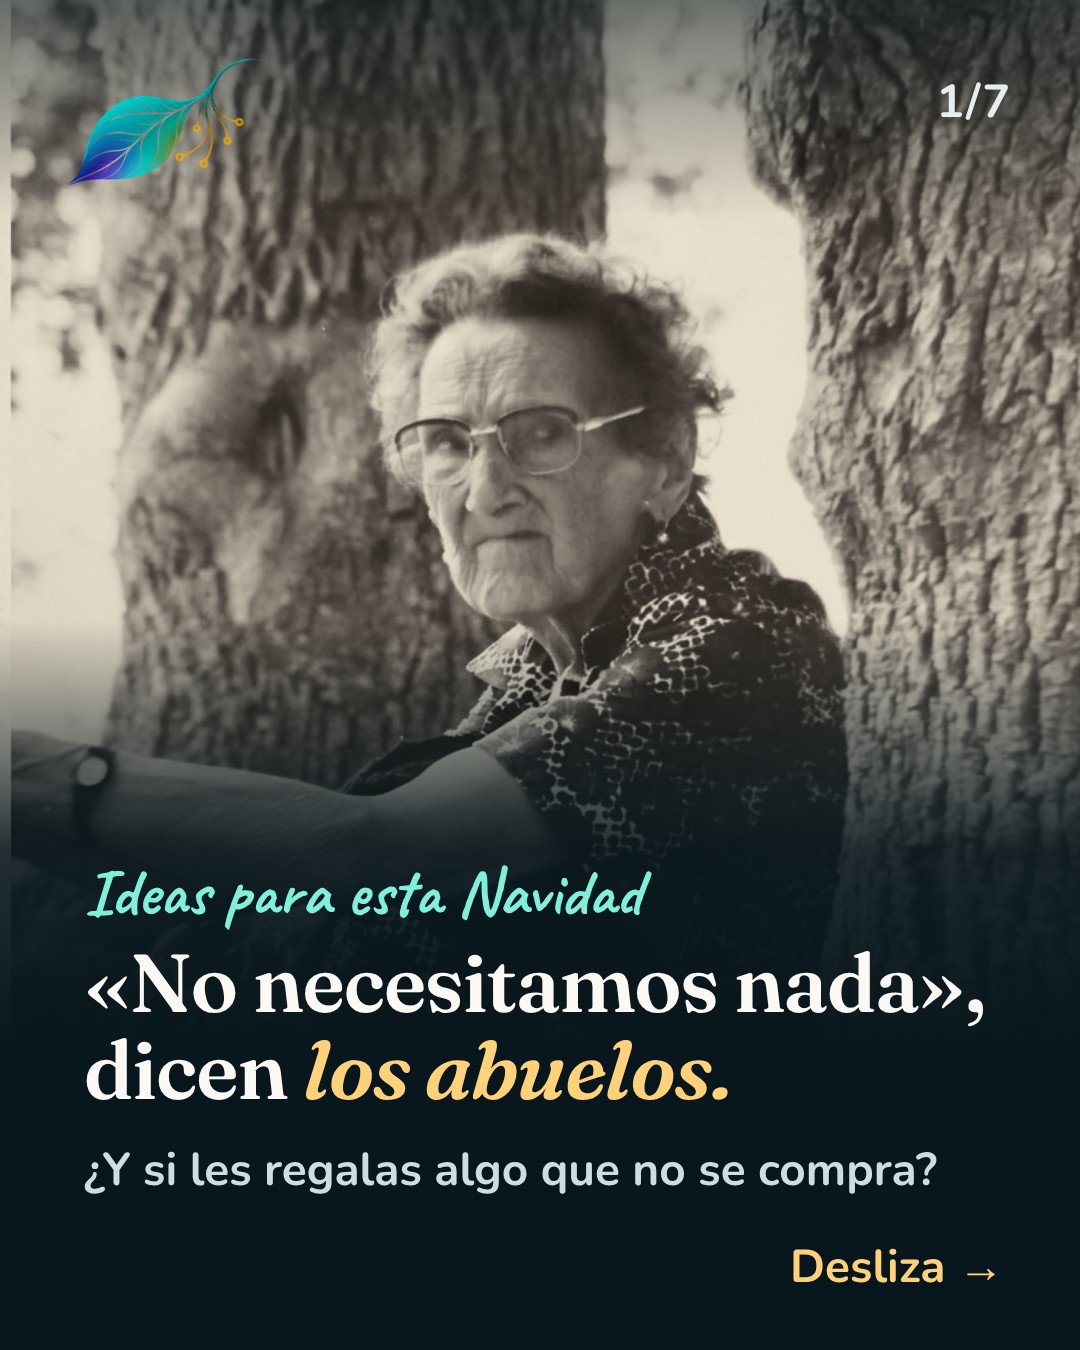 1/7
Ideas para esta Navidad
«No necesitamos nada»,
dicen los abuelos.
¿Y si les regalas algo que no se compra?
Desliza →